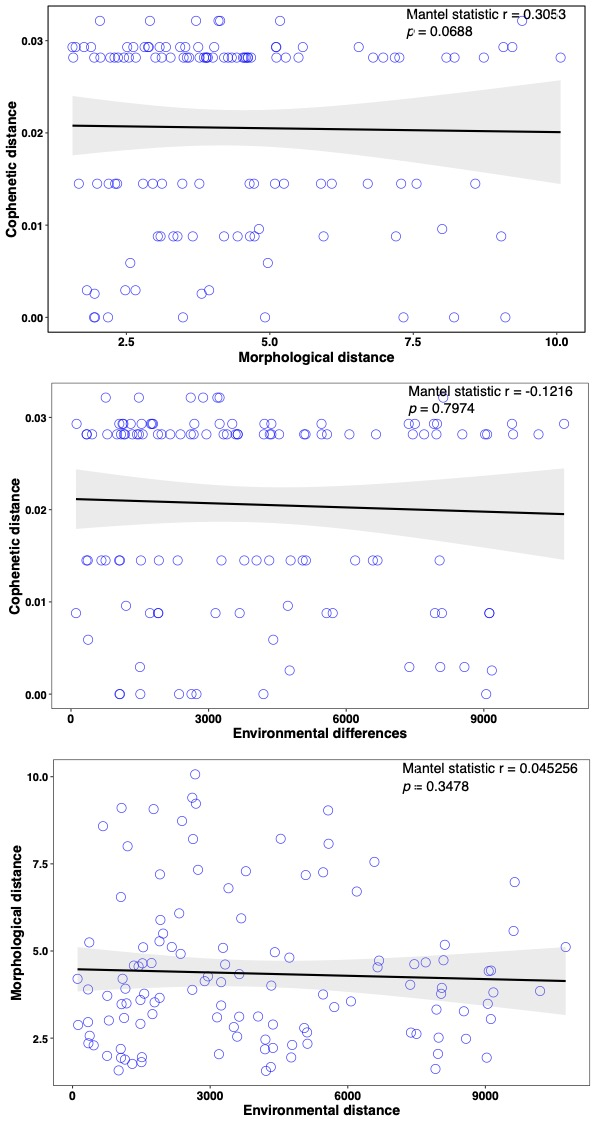 Mantel statistic r = 0.3053
p = 0.0688
0.03
0.02
0.01
0.00
Cophenetic distance
2.5 5.0 7.5 10.0
Morphological distance
Mantel statistic r = -0.1216
p = 0.7974
0.03
0.02
0.01
0.00
Cophenetic distance
0 3000 6000 9000
Environmental differences
Mantel statistic r = 0.045256
p = 0.3478
10.0
7.5
5.0
2.5
Morphological distance
0 3000 6000 9000
Environmental distance